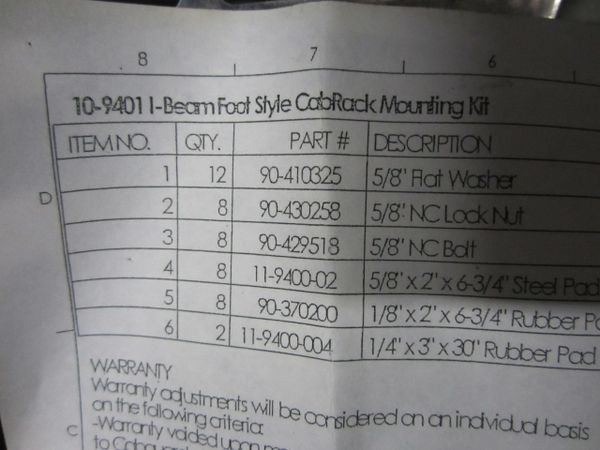 8 7 6
10-9401 I-Beam Foot Style CabRack Mounting Kit
ITEM NO. QTY. PART # DESCRIPTION
1 12 90-410325 5/8" Flat Washer
D
2 8 90-430258 5/8" NC Lock Nut
3 8 90-429518 5/8" NC Bolt
4 8 11-9400-02 5/8" x 2" x 6-3/4" Steel Pad
5 8 90-370200 1/8" x 2" x 6-3/4" Rubber
6 2 11-9400-004 1/4" x 3" x 30" Rubber Pad
WARRANTY
Warranty adjustments will be considered on an individual basis
on the following criteria:
C
-Warranty voided upon
to